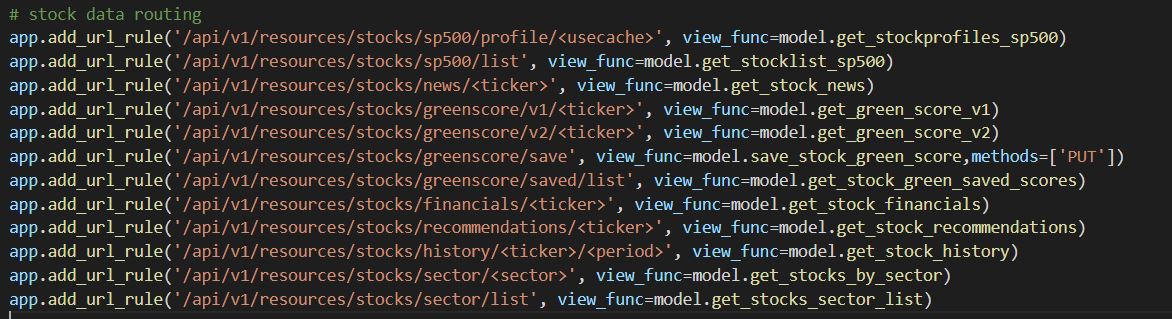 # stock data routing
app.add_url_rule('/api/v1/resources/stocks/sp500/profile/<usecache>', view_func=model.get_stockprofiles_sp500)
app.add_url_rule('/api/v1/resources/stocks/sp500/list', view_func=model.get_stocklist_sp500)
app.add_url_rule('/api/v1/resources/stocks/news/<ticker>', view_func=model.get_stock_news)
app.add_url_rule('/api/v1/resources/stocks/greenscore/v1/<ticker>', view_func=model.get_green_score_v1)
app.add_url_rule('/api/v1/resources/stocks/greenscore/v2/<ticker>', view_func=model.get_green_score_v2)
app.add_url_rule('/api/v1/resources/stocks/greenscore/save', view_func=model.save_stock_green_score,methods=['PUT'])
app.add_url_rule('/api/v1/resources/stocks/greenscore/saved/list', view_func=model.get_stock_green_saved_scores)
app.add_url_rule('/api/v1/resources/stocks/financials/<ticker>', view_func=model.get_stock_financials)
app.add_url_rule('/api/v1/resources/stocks/recommendations/<ticker>', view_func=model.get_stock_recommendations)
app.add_url_rule('/api/v1/resources/stocks/history/<ticker>/<period>', view_func=model.get_stock_history)
app.add_url_rule('/api/v1/resources/stocks/sector/<sector>', view_func=model.get_stocks_by_sector)
app.add_url_rule('/api/v1/resources/stocks/sector/list', view_func=model.get_stocks_sector_list)